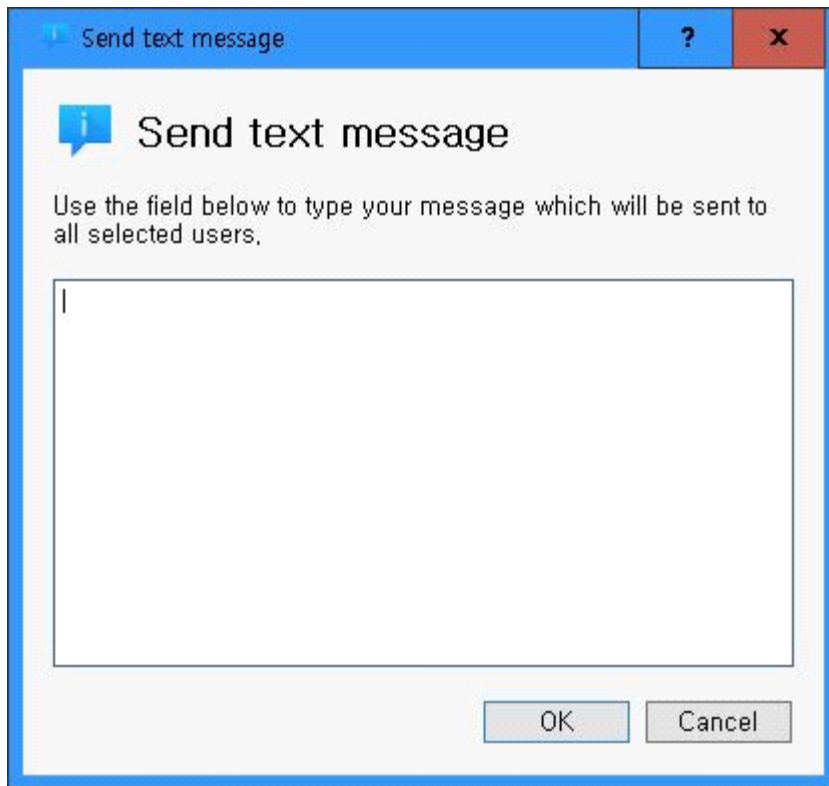 Send text message
?
x
i
Send text message
Use the field below to type your message which will be sent to
all selected users,
OK
Cancel